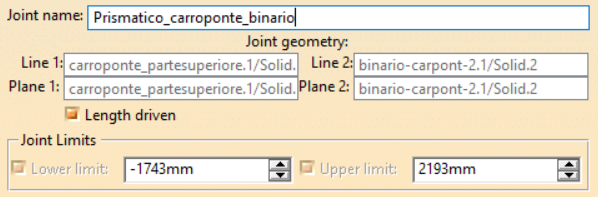 Joint name: Prismatico_carroponte_binario
Joint geometry:
Line 1: carroponte_partesuperiore.1/Solid. Line 2: binario-carpont-2.1/Solid.2
Plane 1: carroponte_partesuperiore.1/Solid. Plane 2: binario-carpont-2.1/Solid.2
Length driven
Joint Limits
Lower limit: -1743mm Upper limit: 2193mm